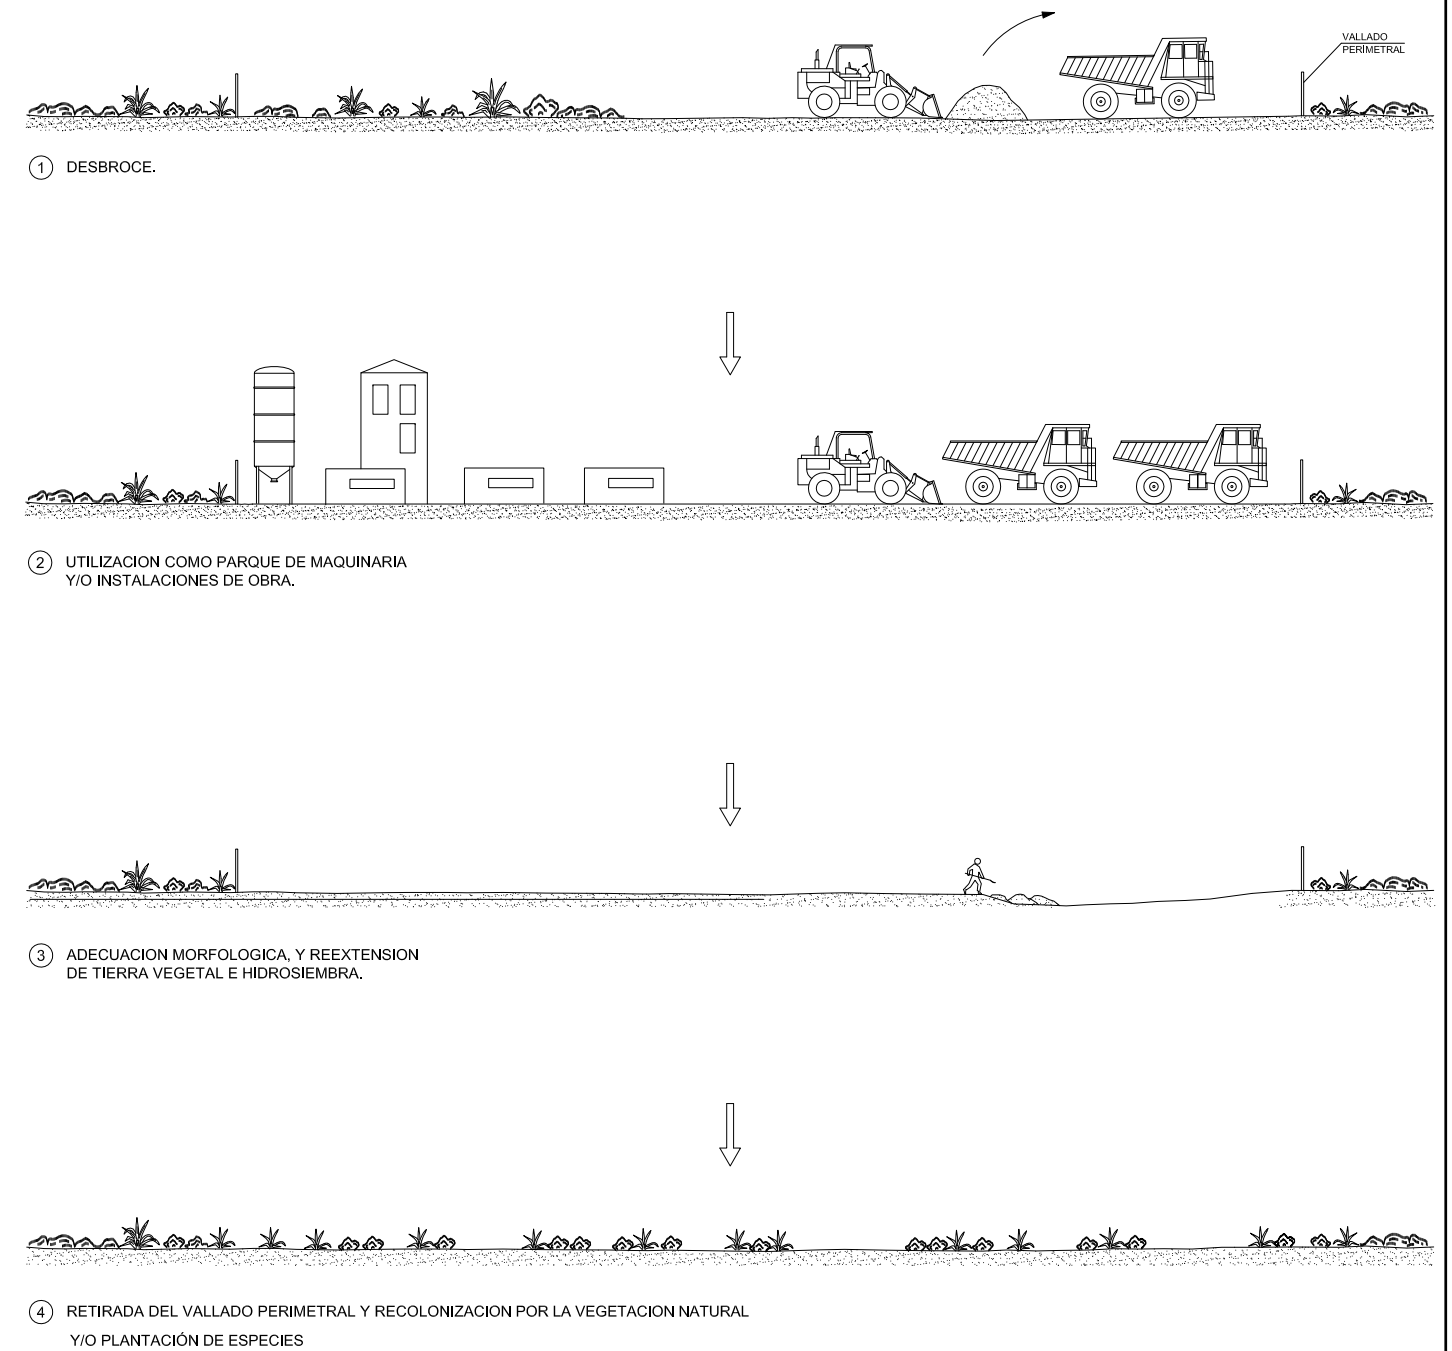 VALLADO
PERÍMETRAL
1 DESBROCE.
2 UTILIZACION COMO PARQUE DE MAQUINARIA
Y/O INSTALACIONES DE OBRA.
3 ADECUACION MORFOLOGICA, Y REEXTENSION
DE TIERRA VEGETAL E HIDROSIEMBRA.
4 RETIRADA DEL VALLADO PERIMETRAL Y RECOLONIZACION POR LA VEGETACION NATURAL
Y/O PLANTACIÓN DE ESPECIES